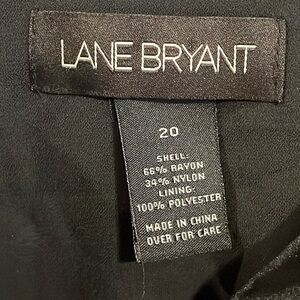 LANE BRYANT
20
SHELL:
66% RAYON
34% NYLON
LINING:
100% POLYESTER
MADE IN CHINA
OVER FOR CARE